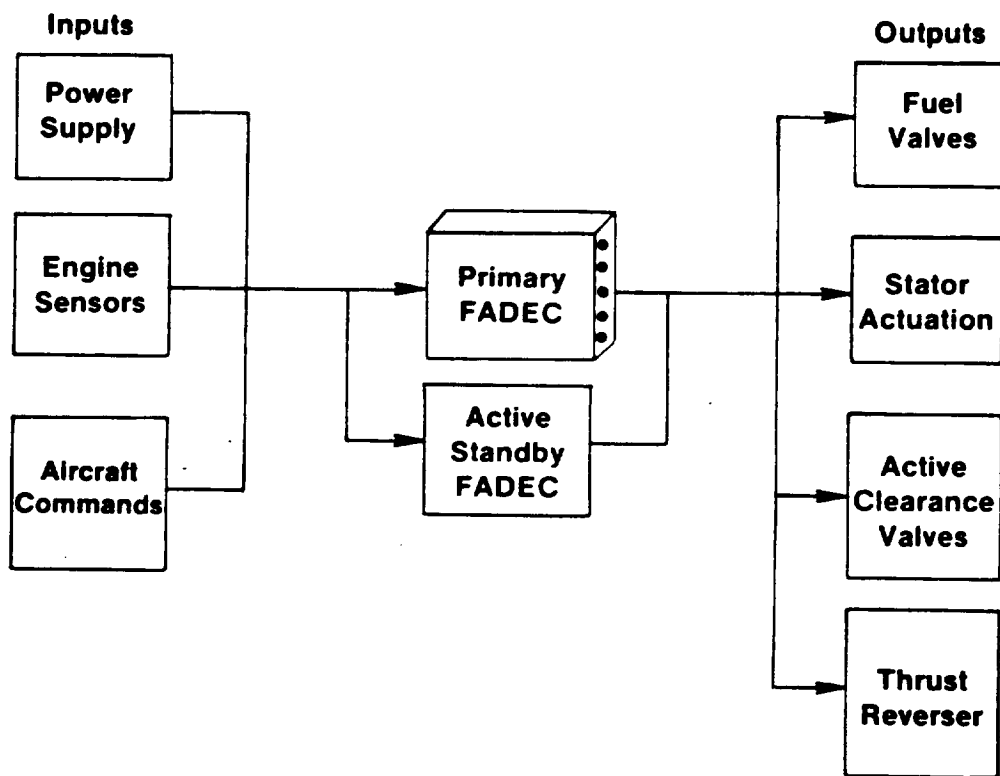 Inputs
Power
Supply
Engine
Sensors
Aircraft
Commands
Primary
FADEC
Active
Standby
FADEC
Outputs
Fuel
Valves
Stator
Actuation
Active
Clearance
Valves
Thrust
Reverser